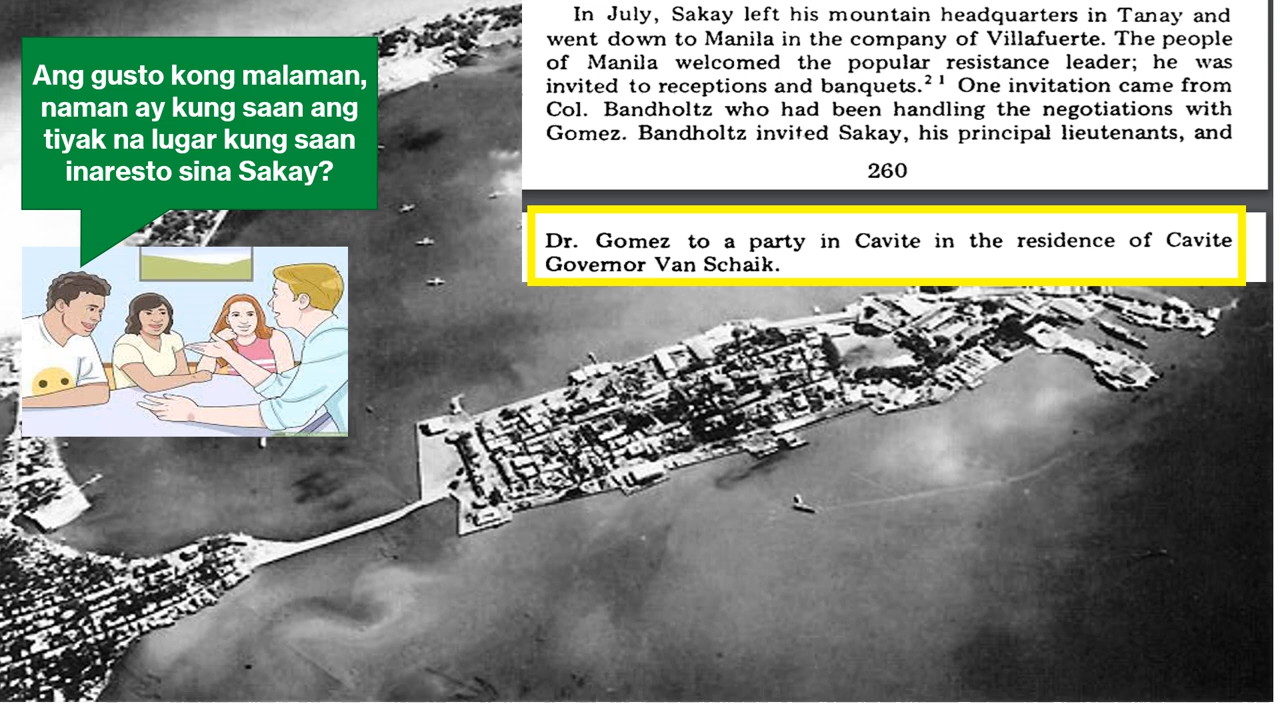 Ang gusto kong malaman,
naman ay kung saan ang
tiyak na lugar kung saan
inaresto sina Sakay?
In July, Sakay left his mountain headquarters in Tanay and
went down to Manila in the company of Villafuerte. The people
of Manila welcomed the popular resistance leader; he was
invited to receptions and banquets.²¹ One invitation came from
Col. Bandholtz who had been handling the negotiations with
Gomez. Bandholtz invited Sakay, his principal lieutenants, and
260
Dr. Gomez to a party in Cavite in the residence of Cavite
Governor Van Schaik.